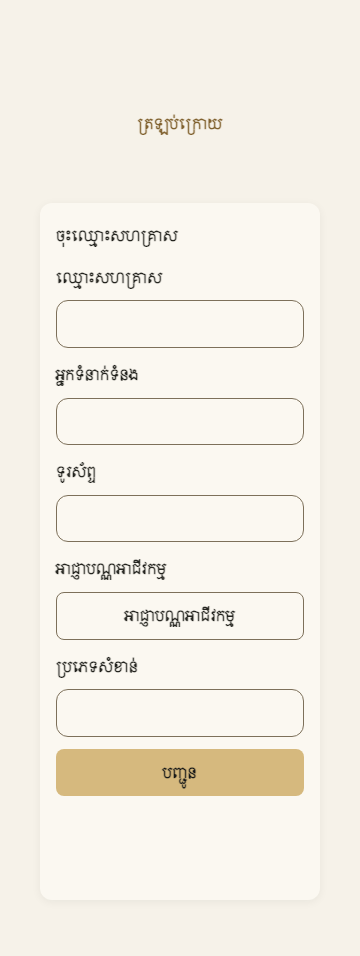 ត្រឡប់ក្រោយ
ចុះឈ្មោះសហគ្រាស
ឈ្មោះសហគ្រាស
អ្នកទំនាក់ទំនង
ទូរស័ព្ទ
អាជ្ញាបណ្ណអាជីវកម្ម
អាជ្ញាបណ្ណអាជីវកម្ម
ប្រភេទសំខាន់
បញ្ជូន